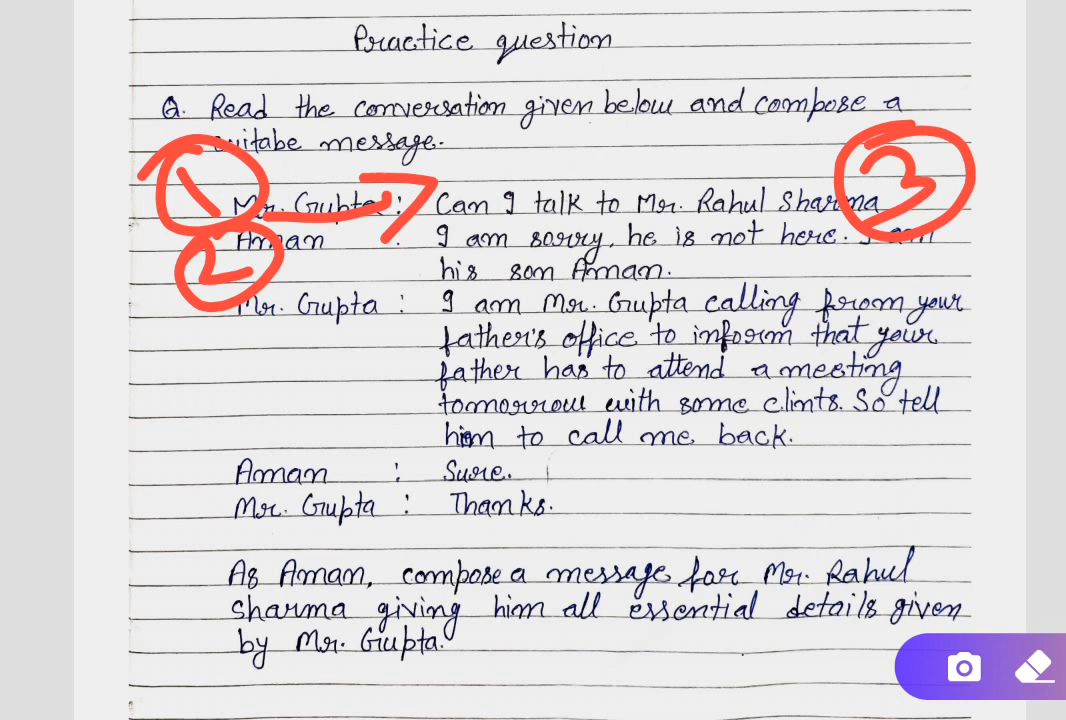 Practice question
Q. Read the conversation given below and compose a
suitabe message.
1
3
Mr. Gupta : Can I talk to Mr. Rahul Sharma
Aman : I am sorry, he is not here. I am
2
his son Aman.
Mr. Gupta : I am Mr. Gupta calling from your
father's office to inform that your
father has to attend a meeting
tomorrow with some clints. So tell
him to call me back.
Aman : Sure.
Mr. Gupta : Thanks.
As Aman, compose a message for Mr. Rahul
Sharma giving him all essential details given
by Mr. Gupta.